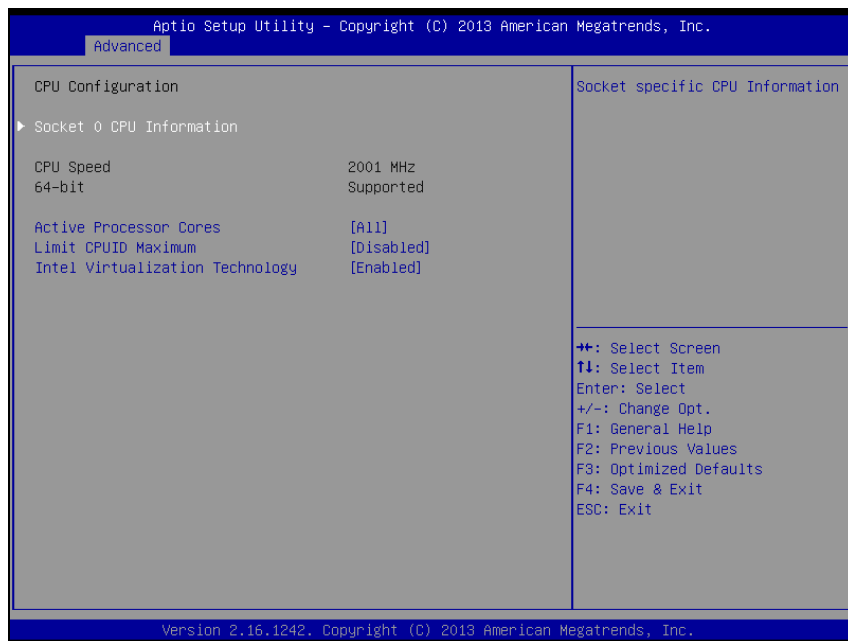 Aptio Setup Utility – Copyright (C) 2013 American Megatrends, Inc.
Advanced
CPU Configuration
Socket 0 CPU Information
CPU Speed 2001 MHz
64-bit Supported
Active Processor Cores [All]
Limit CPUID Maximum [Disabled]
Intel Virtualization Technology [Enabled]
Socket specific CPU Information
→←: Select Screen
↑↓: Select Item
Enter: Select
+/-: Change Opt.
F1: General Help
F2: Previous Values
F3: Optimized Defaults
F4: Save & Exit
ESC: Exit
Version 2.16.1242. Copyright (C) 2013 American Megatrends, Inc.